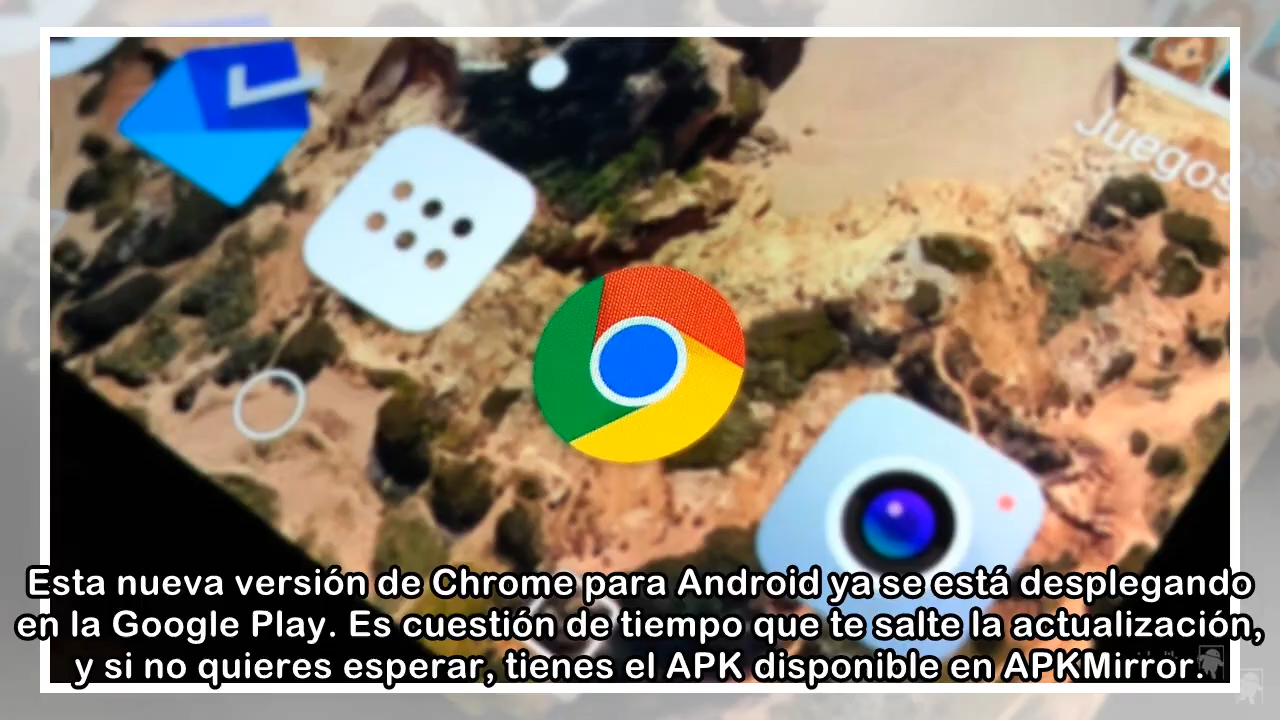 Juegos
Esta nueva versión de Chrome para Android ya se está desplegando
en la Google Play. Es cuestión de tiempo que te salte la actualización,
y si no quieres esperar, tienes el APK disponible en APKMirror.